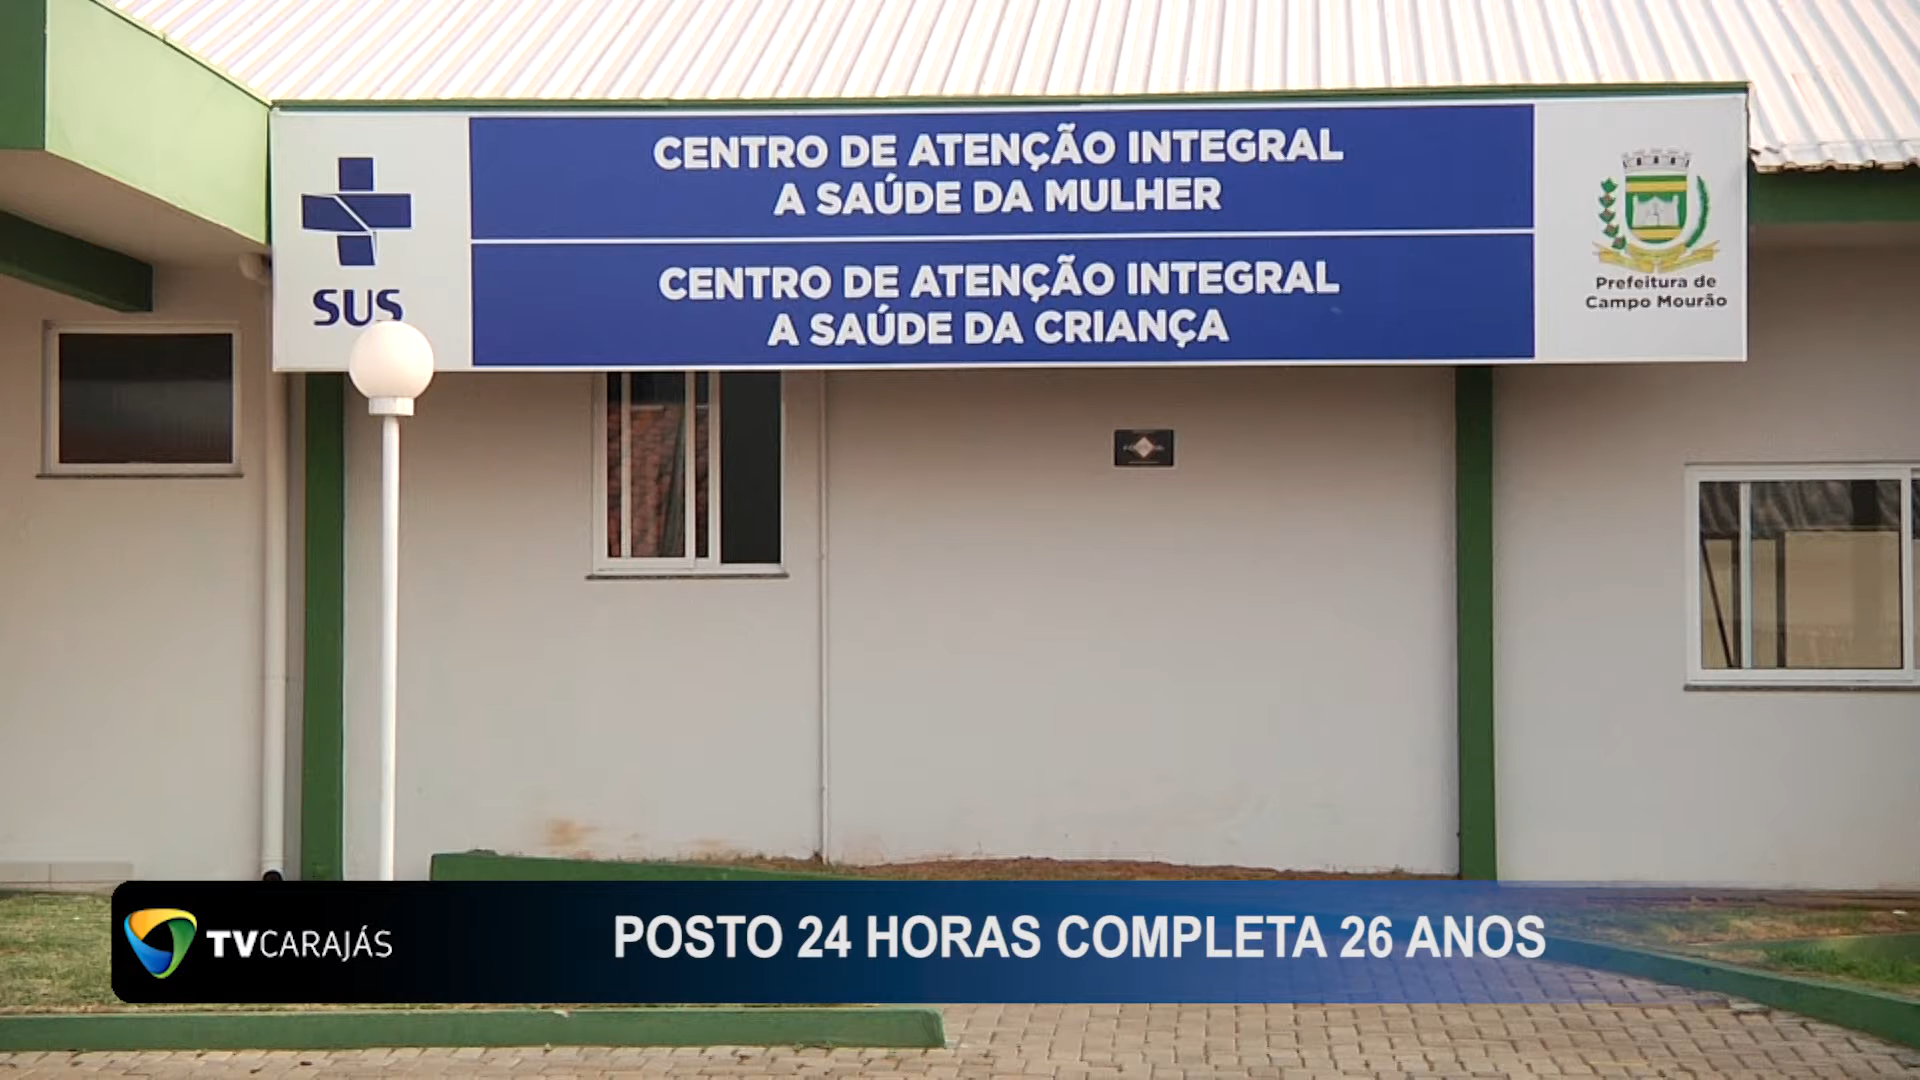 CENTRO DE ATENÇÃO INTEGRAL
A SAÚDE DA MULHER
SUS
CENTRO DE ATENÇÃO INTEGRAL
A SAÚDE DA CRIANÇA
Prefeitura de
Campo Mourão
TVCARAJÁS
POSTO 24 HORAS COMPLETA 26 ANOS